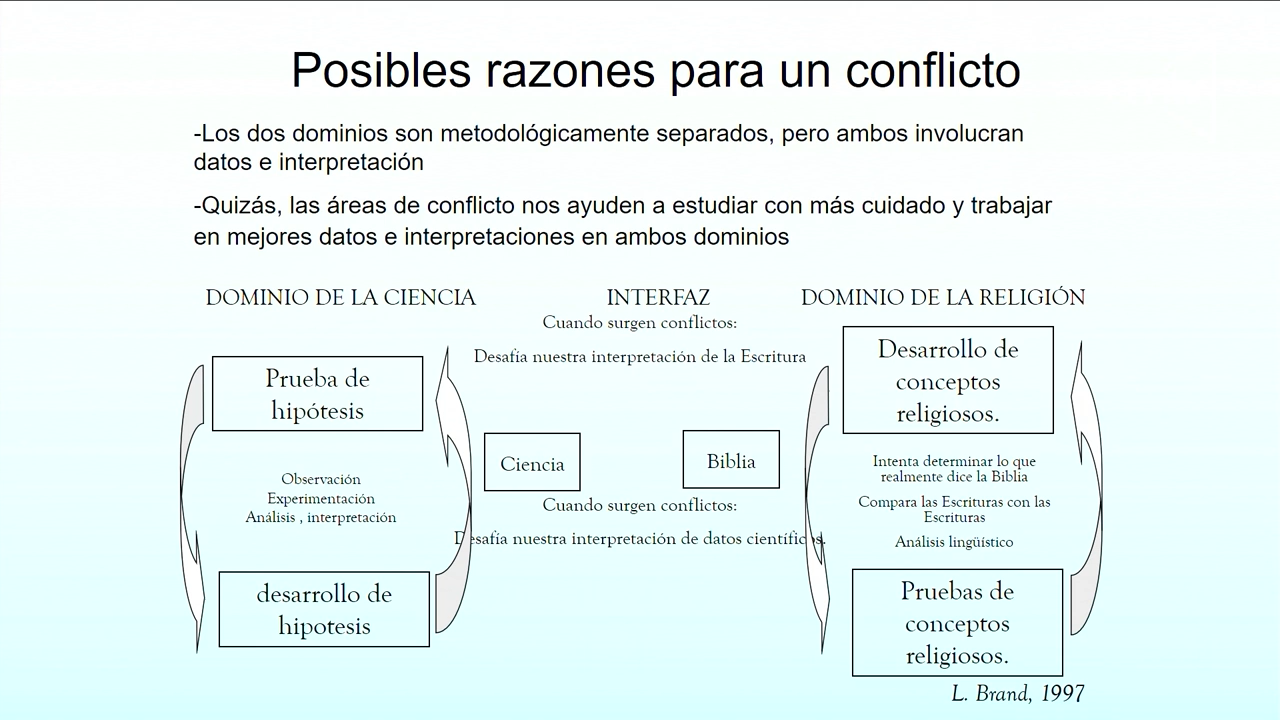 Posibles razones para un conflicto
-Los dos dominios son metodológicamente separados, pero ambos involucran
datos e interpretación
-Quizás, las áreas de conflicto nos ayuden a estudiar con más cuidado y trabajar
en mejores datos e interpretaciones en ambos dominios
DOMINIO DE LA CIENCIA
Prueba de
hipótesis
Observación
Experimentación
Análisis , interpretación
desarrollo de
hipotesis
INTERFAZ
Cuando surgen conflictos:
Desafía nuestra interpretación de la Escritura
Ciencia
Biblia
Cuando surgen conflictos:
Desafía nuestra interpretación de datos científicos.
DOMINIO DE LA RELIGIÓN
Desarrollo de
conceptos
religiosos.
Intenta determinar lo que
realmente dice la Biblia
Compara las Escrituras con las
Escrituras
Análisis lingüístico
Pruebas de
conceptos
religiosos.
L. Brand, 1997